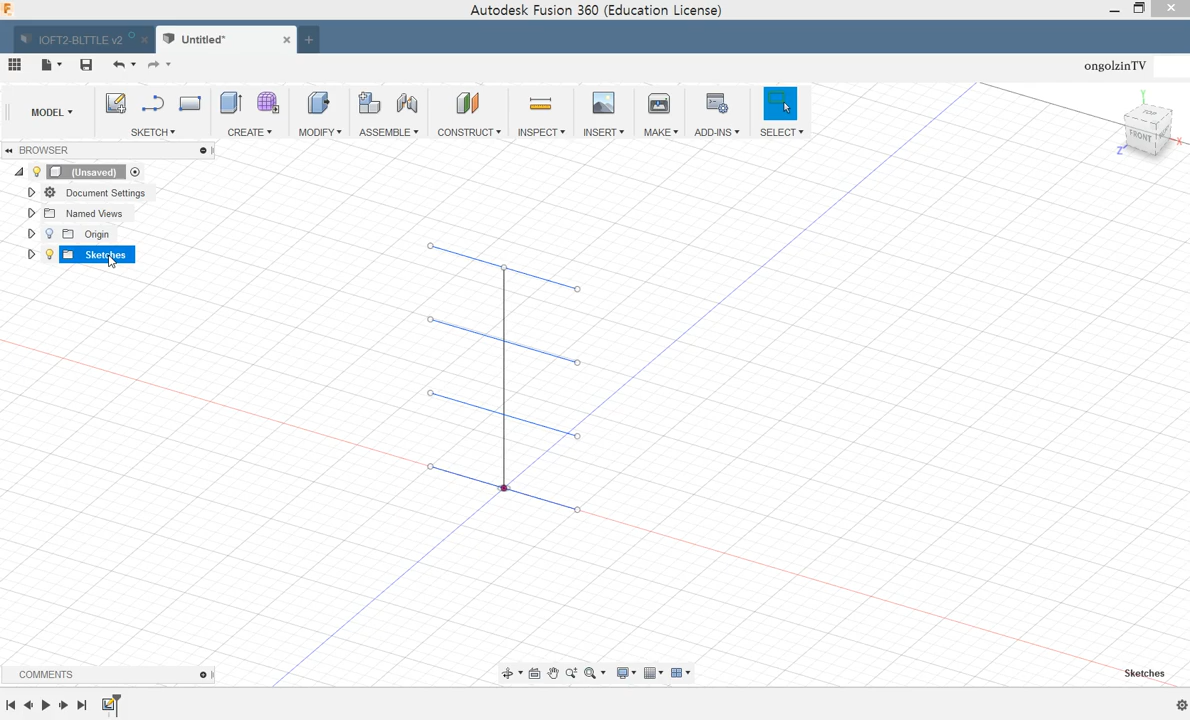 Autodesk Fusion 360 (Education License)
IOFT2-BLTTLE v2
Untitled*
ongolzinTV
MODEL
SKETCH
CREATE
MODIFY
ASSEMBLE
CONSTRUCT
INSPECT
INSERT
MAKE
ADD-INS
SELECT
BROWSER
(Unsaved)
Document Settings
Named Views
Origin
Sketches
TOP
FRONT
Y
X
Z
COMMENTS
Sketches